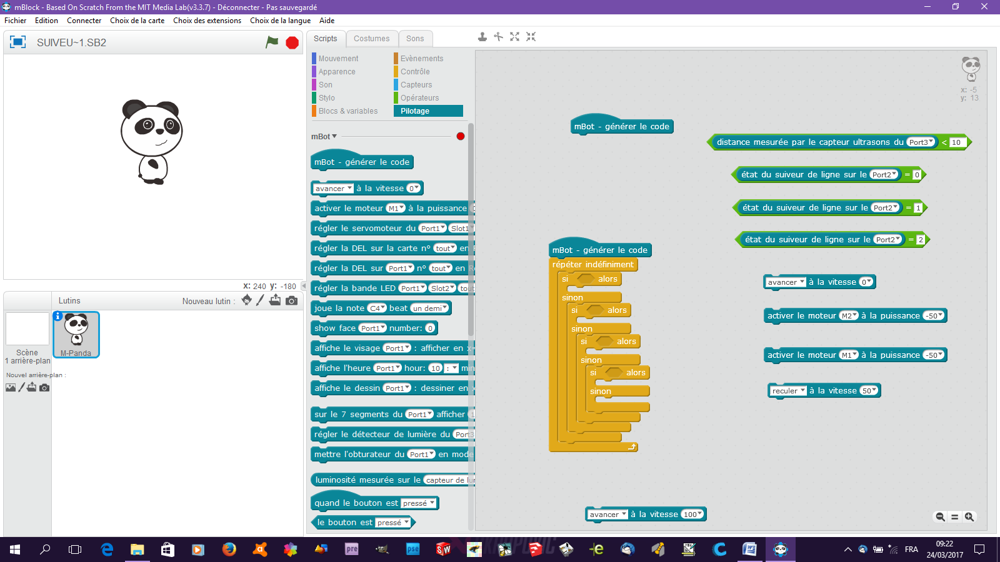 mBlock - Based On Scratch From the MIT Media Lab(v3.3.7) - Déconnecter - Pas sauvegardé
Fichier Edition Connecter Choix de la carte Choix des extensions Choix de la langue Aide
SUIVEU~1.SB2
x: 240 y: -180
Lutins
Nouveau lutin :
Scène
1 arrière-plan
Nouvel arrière-plan :
M-Panda
Scripts Costumes Sons
Mouvement Evènements
Apparence Contrôle
Son Capteurs
Stylo Opérateurs
Blocs & variables Pilotage
mBot
mBot - générer le code
avancer à la vitesse 0
activer le moteur M1 à la puissance
régler le servomoteur du Port1 Slot1
régler la DEL sur la carte n° tout en
régler la DEL sur Port1 n° tout en
régler la bande LED Port1 Slot2 tout
joue la note C4 beat un demi
show face Port1 number: 0
affiche le visage Port1 : afficher en x
affiche l'heure Port1 hour: 10 : min
affiche le dessin Port1 : dessiner en
sur le 7 segments du Port1 afficher
régler le détecteur de lumière du Port3
mettre l'obturateur du Port1 en mode
luminosité mesurée sur le capteur de
quand le bouton est pressé
le bouton est pressé
x: -5
y: 13
mBot - générer le code
distance mesurée par le capteur ultrasons du Port3 < 10
état du suiveur de ligne sur le Port2 = 0
état du suiveur de ligne sur le Port2 = 1
état du suiveur de ligne sur le Port2 = 2
mBot - générer le code
répéter indéfiniment
si alors
sinon
si alors
sinon
si alors
sinon
si alors
sinon
avancer à la vitesse 0
activer le moteur M2 à la puissance -50
activer le moteur M1 à la puissance -50
reculer à la vitesse 50
avancer à la vitesse 100
pre
pse
SW
FRA
09:22
24/03/2017